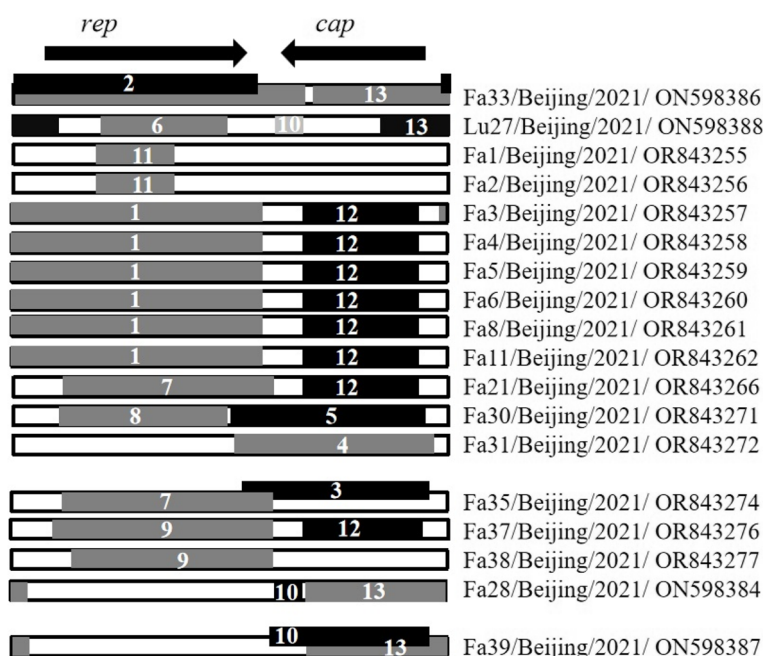 rep cap
2 13 Fa33/Beijing/2021/ ON598386
6 10 13 Lu27/Beijing/2021/ ON598388
11 Fa1/Beijing/2021/ OR843255
11 Fa2/Beijing/2021/ OR843256
1 12 Fa3/Beijing/2021/ OR843257
1 12 Fa4/Beijing/2021/ OR843258
1 12 Fa5/Beijing/2021/ OR843259
1 12 Fa6/Beijing/2021/ OR843260
1 12 Fa8/Beijing/2021/ OR843261
1 12 Fa11/Beijing/2021/ OR843262
7 12 Fa21/Beijing/2021/ OR843266
8 5 Fa30/Beijing/2021/ OR843271
4 Fa31/Beijing/2021/ OR843272
7 3 Fa35/Beijing/2021/ OR843274
9 12 Fa37/Beijing/2021/ OR843276
9 Fa38/Beijing/2021/ OR843277
10 13 Fa28/Beijing/2021/ ON598384
10 13 Fa39/Beijing/2021/ ON598387